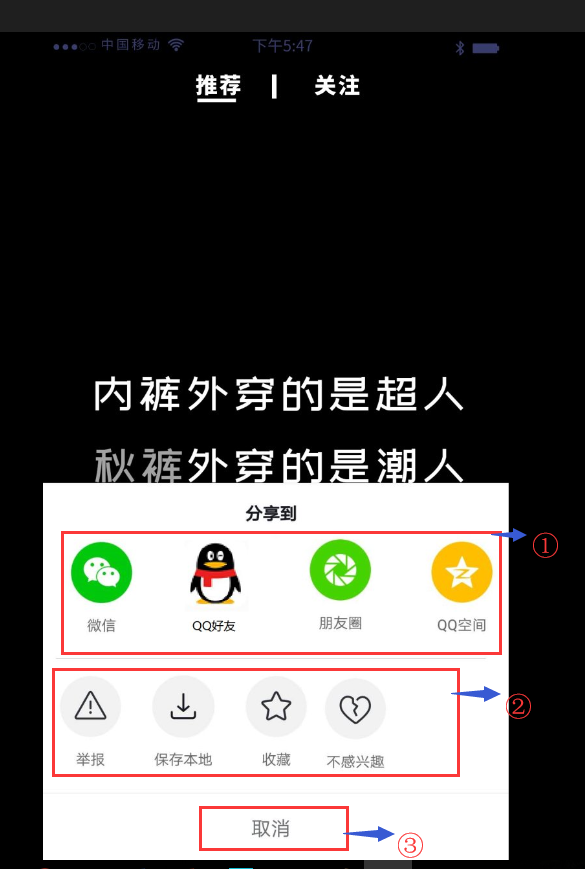 中国移动 下午5:47
推荐 | 关注
内裤外穿的是超人
秋裤外穿的是潮人
分享到
①
微信 QQ好友 朋友圈 QQ空间
②
举报 保存本地 收藏 不感兴趣
取消
③